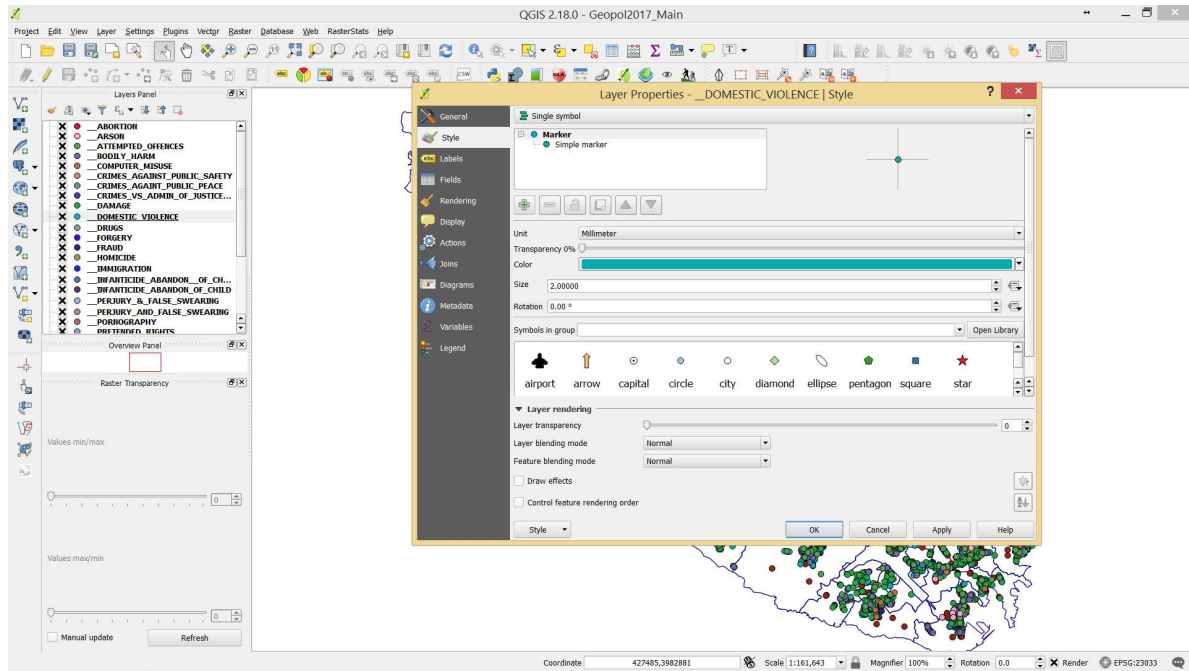 QGIS 2.18.0 - Geopol2017_Main
Project Edit View Layer Settings Plugins Vector Raster Database Web RasterStats Help
Layers Panel
__ABORTION
__ARSON
__ATTEMPTED_OFFENCES
__BODILY_HARM
__COMPUTER_MISUSE
__CRIMES_AGAINST_PUBLIC_SAFETY
__CRIMES_AGAINT_PUBLIC_PEACE
__CRIMES_VS_ADMIN_OF_JUSTICE...
__DAMAGE
__DOMESTIC_VIOLENCE
__DRUGS
__FORGERY
__FRAUD
__HOMICIDE
__IMMIGRATION
__INFANTICIDE_ABANDON__OF_CH...
__INFANTICIDE_ABANDON_OF_CHILD
__PERJURY_&_FALSE_SWEARING
__PERJURY_AND_FALSE_SWEARING
__PORNOGRAPHY
__PRETENDED_RIGHTS
Overview Panel
Raster Transparency
Values min/max
0
Values max/min
0
Manual update Refresh
Layer Properties - __DOMESTIC_VIOLENCE | Style
General
Style
Labels
Fields
Rendering
Display
Actions
Joins
Diagrams
Metadata
Variables
Legend
Single symbol
Marker
Simple marker
Unit Millimeter
Transparency 0%
Color
Size 2.00000
Rotation 0.00 °
Symbols in group Open Library
airport arrow capital circle city diamond ellipse pentagon square star
Layer rendering
Layer transparency 0
Layer blending mode Normal
Feature blending mode Normal
Draw effects
Control feature rendering order
Style OK Cancel Apply Help
Coordinate 427485,3982881 Scale 1:161,643 Magnifier 100% Rotation 0.0 Render EPSG:23033